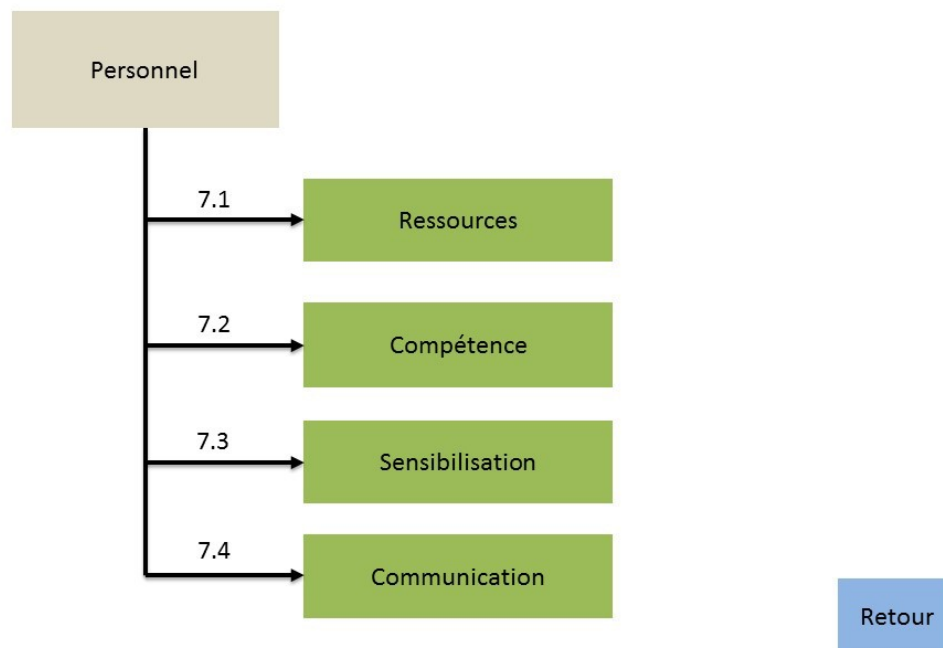 Personnel
7.1
Ressources
7.2
Compétence
7.3
Sensibilisation
7.4
Communication
Retour